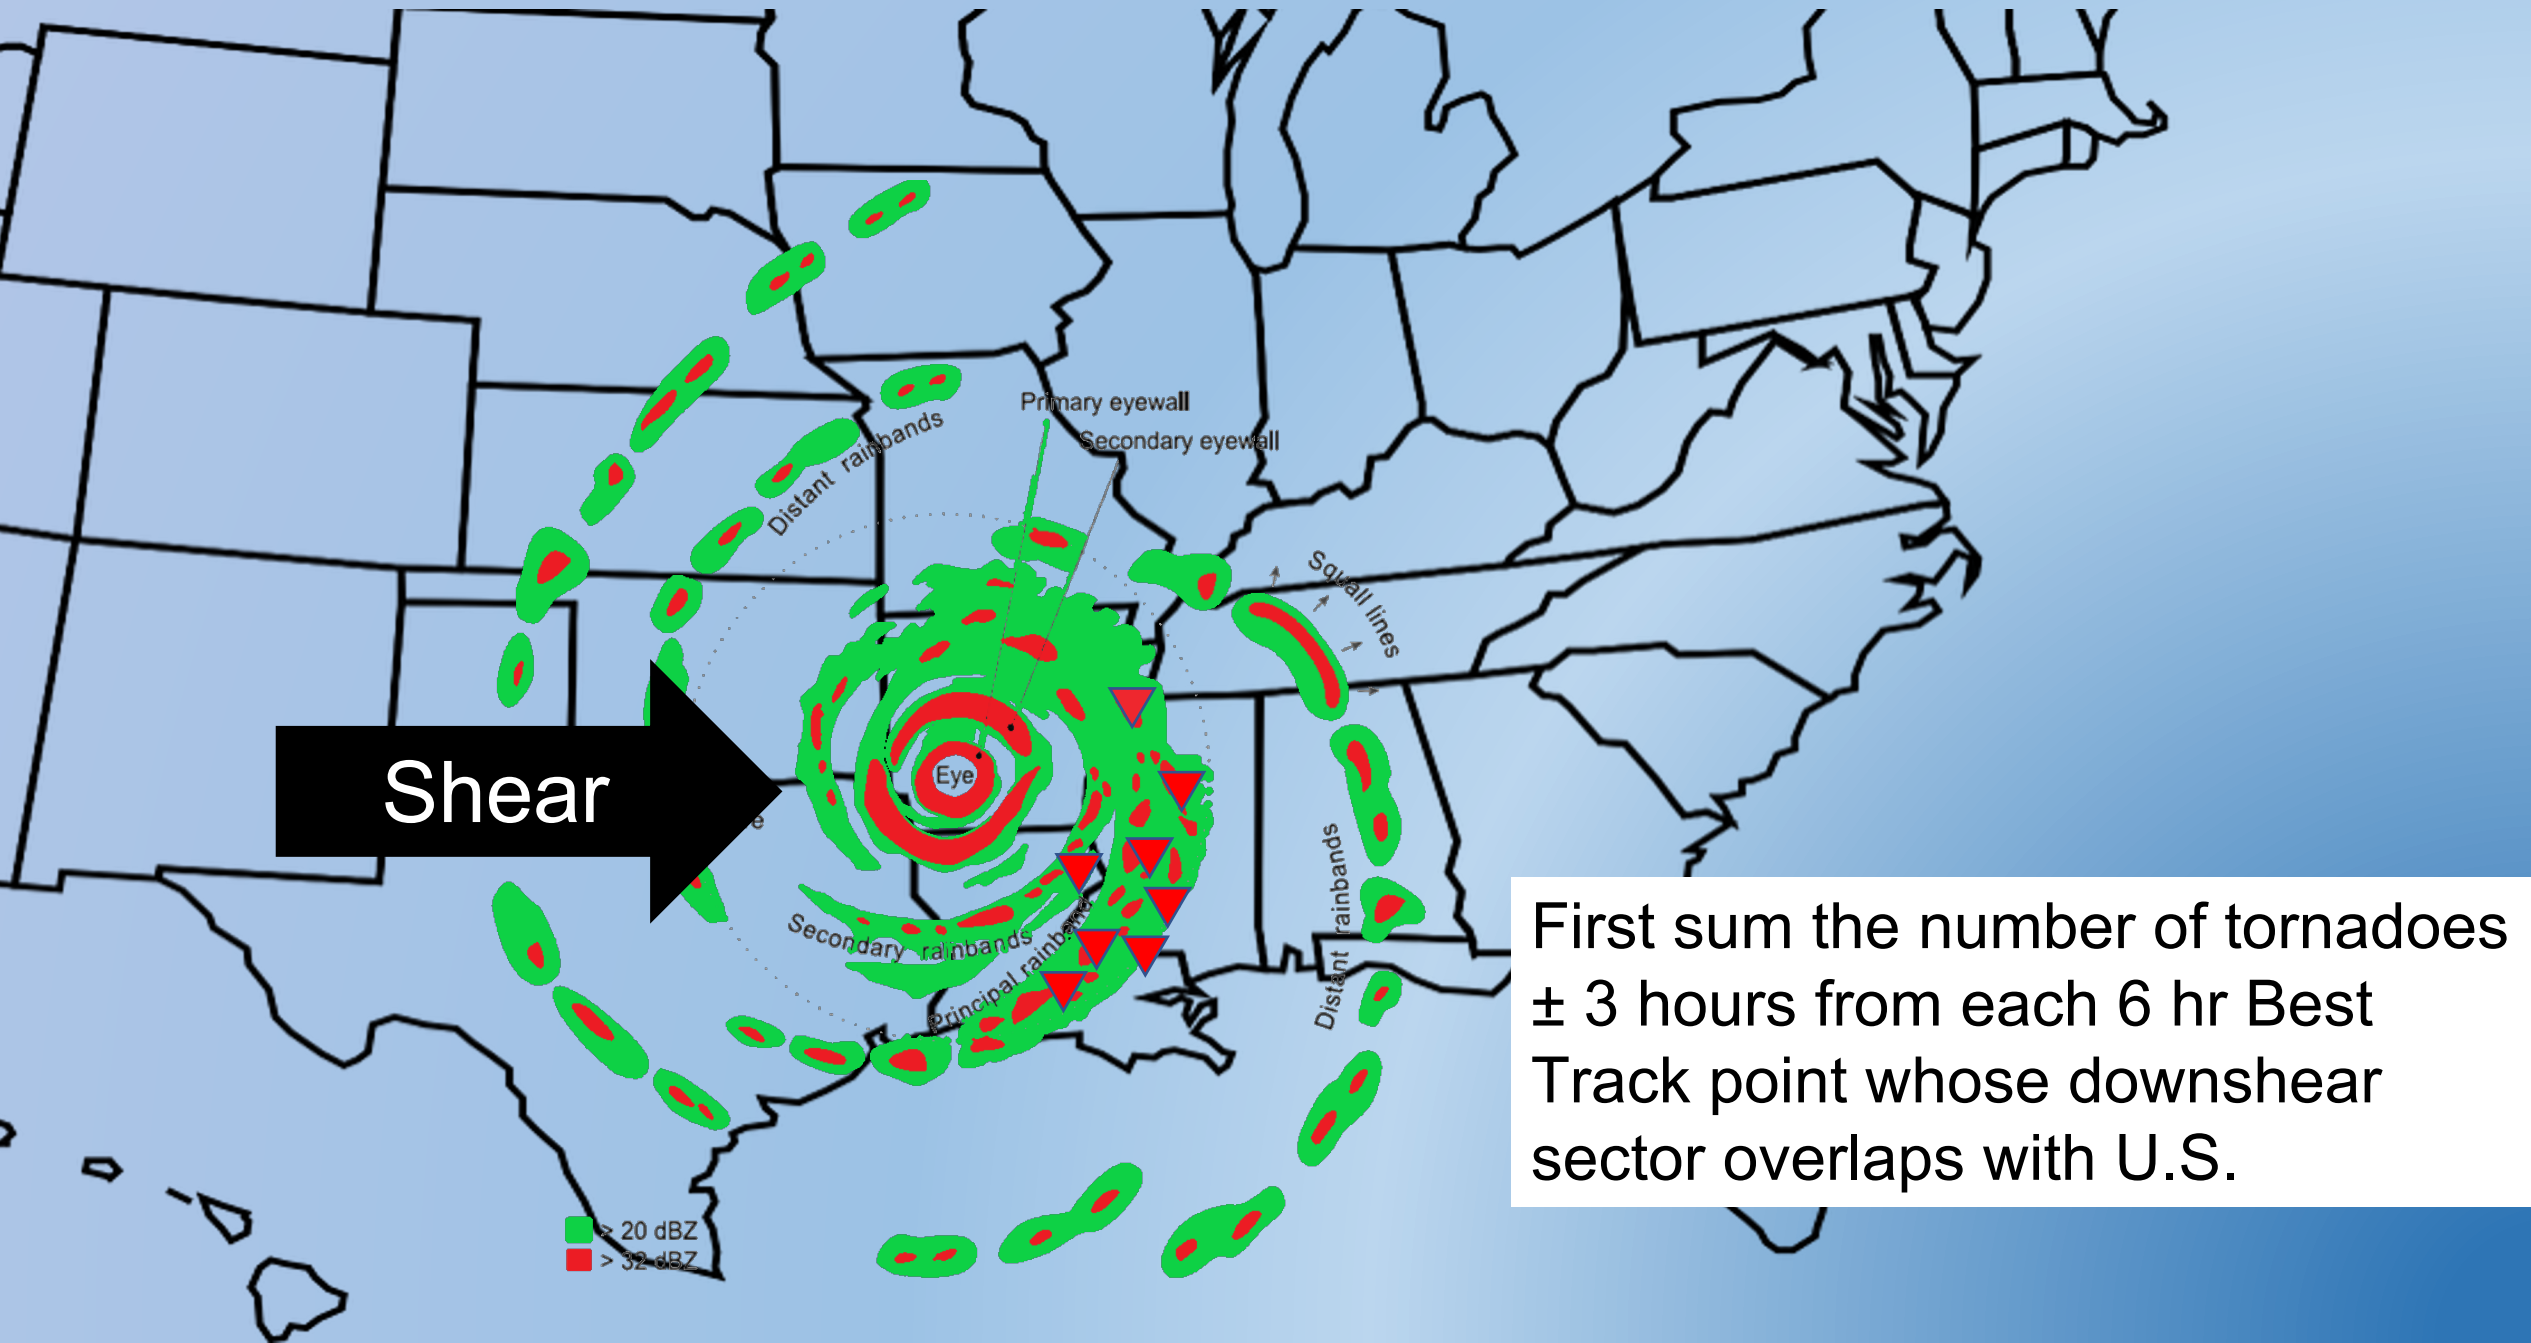 Primary eyewall
Secondary eyewall
Distant rainbands
Squall lines
Eye
Shear
e
Secondary rainbands
Principal rainband
Distant rainbands
First sum the number of tornadoes
± 3 hours from each 6 hr Best
Track point whose downshear
sector overlaps with U.S.
> 20 dBZ
> 32 dBZ